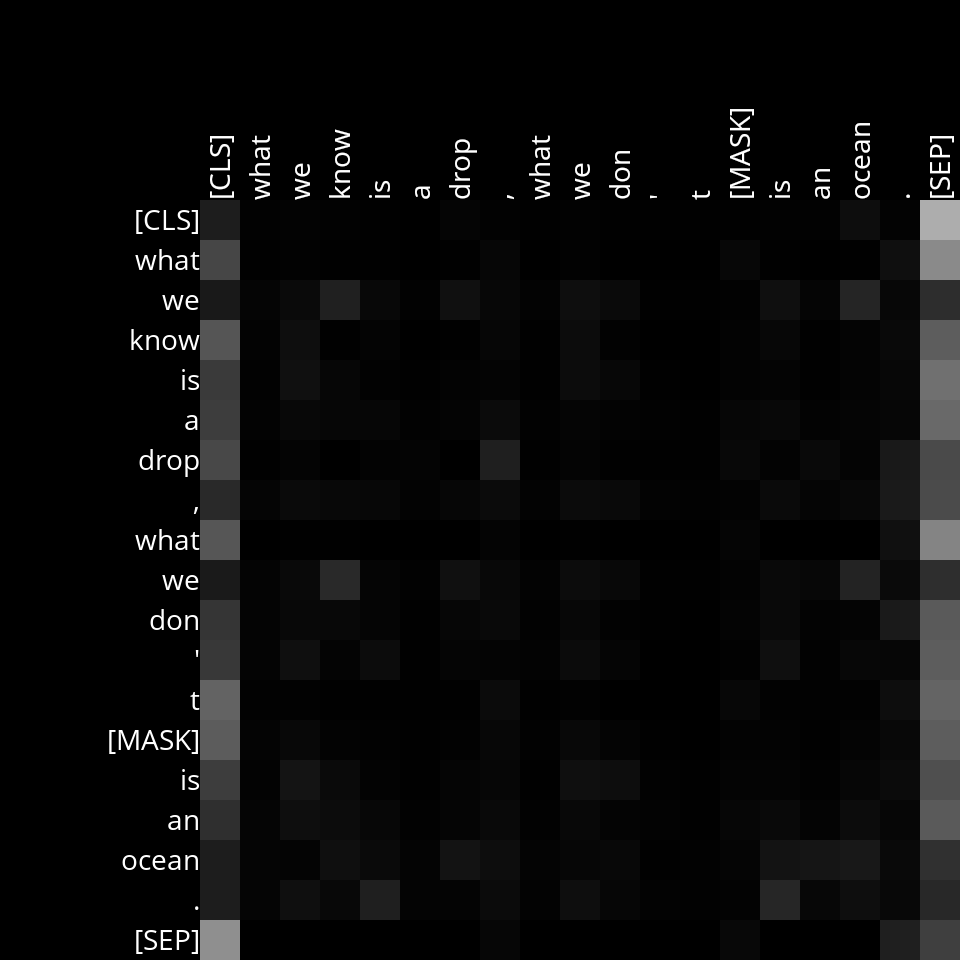 [CLS] what we know is a drop , what we don ' t [MASK] is an ocean . [SEP]
[CLS]
what
we
know
is
a
drop
,
what
we
don
'
t
[MASK]
is
an
ocean
.
[SEP]